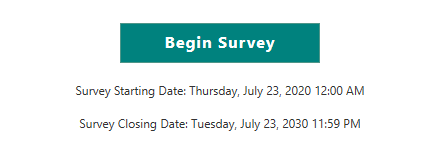 Begin Survey
Survey Starting Date: Thursday, July 23, 2020 12:00 AM
Survey Closing Date: Tuesday, July 23, 2030 11:59 PM